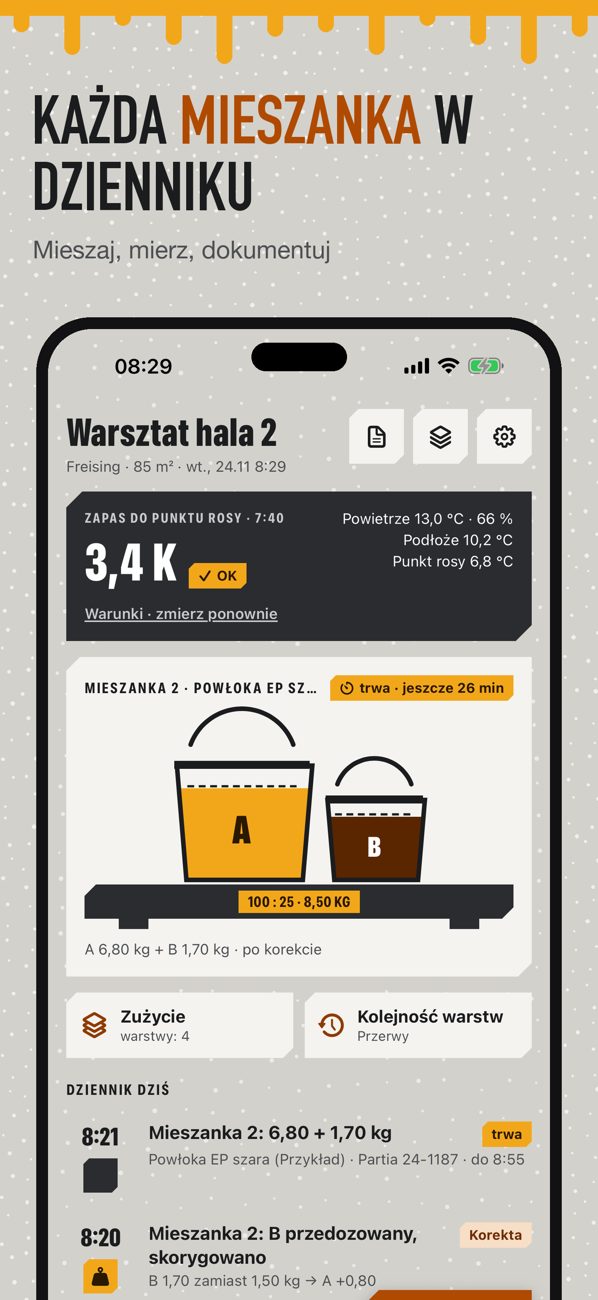 KAŻDA MIESZANKA W
DZIENNIKU
Mieszaj, mierz, dokumentuj
08:29
Warsztat hala 2
Freising · 85 m² · wt., 24.11 8:29
ZAPAS DO PUNKTU ROSY · 7:40
3,4 K
OK
Warunki · zmierz ponownie
Powietrze 13,0 °C · 66 %
Podłoże 10,2 °C
Punkt rosy 6,8 °C
MIESZANKA 2 · POWŁOKA EP SZ…
trwa · jeszcze 26 min
A
B
100 : 25 · 8,50 KG
A 6,80 kg + B 1,70 kg · po korekcie
Zużycie
warstwy: 4
Kolejność warstw
Przerwy
DZIENNIK DZIŚ
8:21
Mieszanka 2: 6,80 + 1,70 kg
trwa
Powłoka EP szara (Przykład) · Partia 24-1187 · do 8:55
8:20
Mieszanka 2: B przedozowany,
skorygowano
Korekta
B 1,70 zamiast 1,50 kg → A +0,80